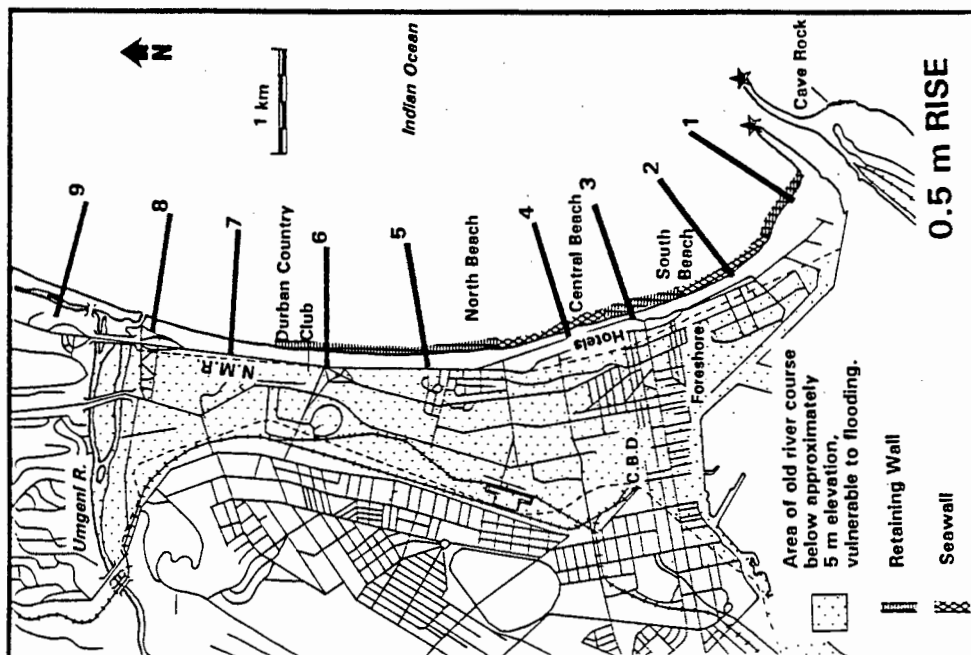 N
1 km
Indian Ocean
9
8
7
6
5
4
3
2
1
Umgeni R.
N.M.R.
Durban Country
Club
North Beach
Central Beach
South
Beach
Hotels
Foreshore
C.B.D.
Cave Rock
Area of old river course
below approximately
5 m elevation,
vulnerable to flooding.
Retaining Wall
Seawall
0.5 m RISE